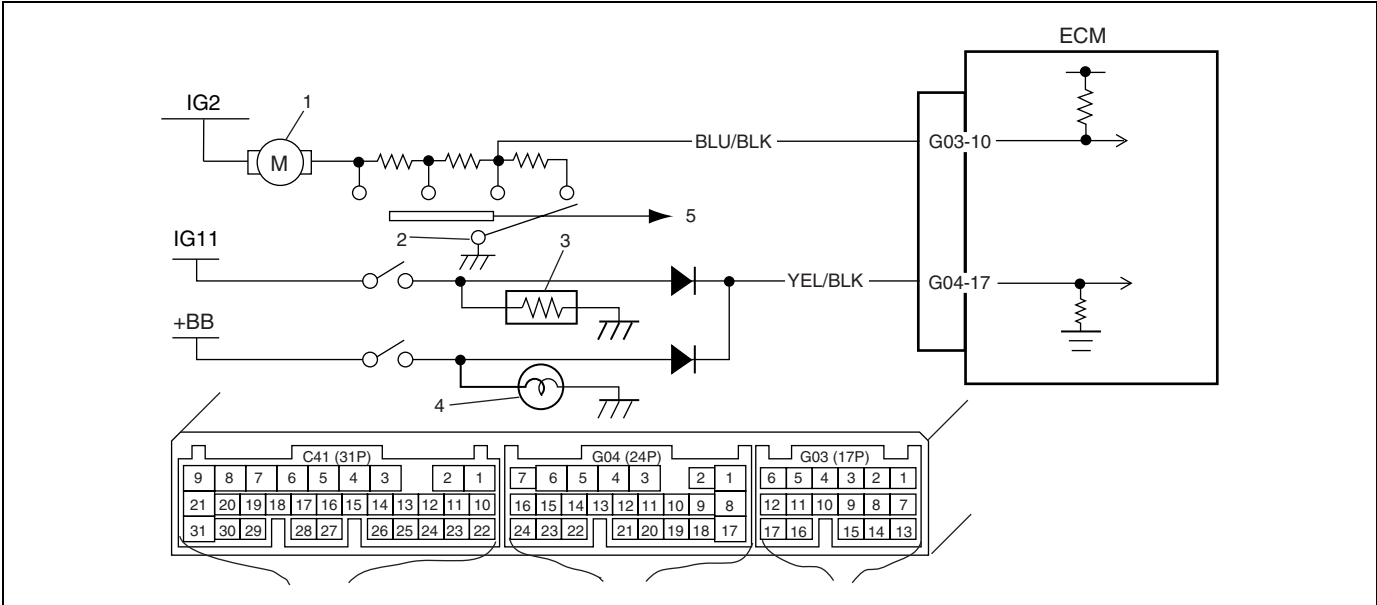 ECM
IG2
1
M
BLU/BLK
G03-10
5
2
IG11
3
YEL/BLK
G04-17
+BB
4
C41 (31P)
G04 (24P)
G03 (17P)
9 8 7 6 5 4 3 2 1
7 6 5 4 3 2 1
6 5 4 3 2 1
21 20 19 18 17 16 15 14 13 12 11 10
16 15 14 13 12 11 10 9 8
12 11 10 9 8 7
31 30 29 28 27 26 25 24 23 22
24 23 22 21 20 19 18 17
17 16 15 14 13